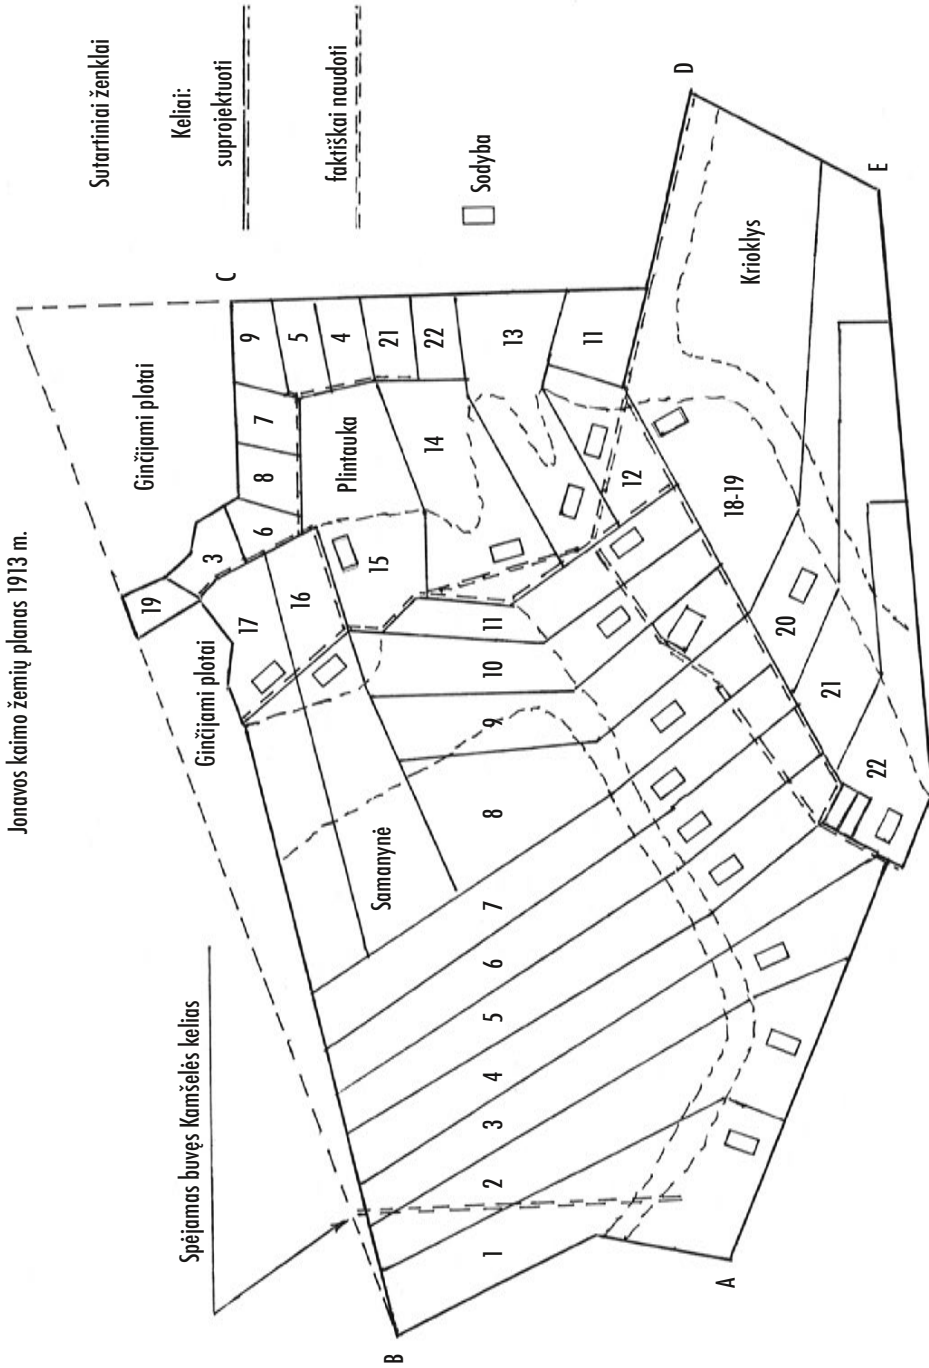 Jonavos kaimo žemių planas 1913 m.
Sutartiniai ženklai
Keliai:
suprojektuoti
faktiškai naudoti
Sodyba
Spėjamas buvęs Kamšelės kelias
Ginčijami plotai
Ginčijami plotai
Samanynė
Plintauka
Krioklys
A
B
C
D
E
1
2
3
4
5
6
7
8
9
10
11
17
16
15
19
3
6
8
7
9
5
4
21
22
13
11
14
12
18-19
20
21
22